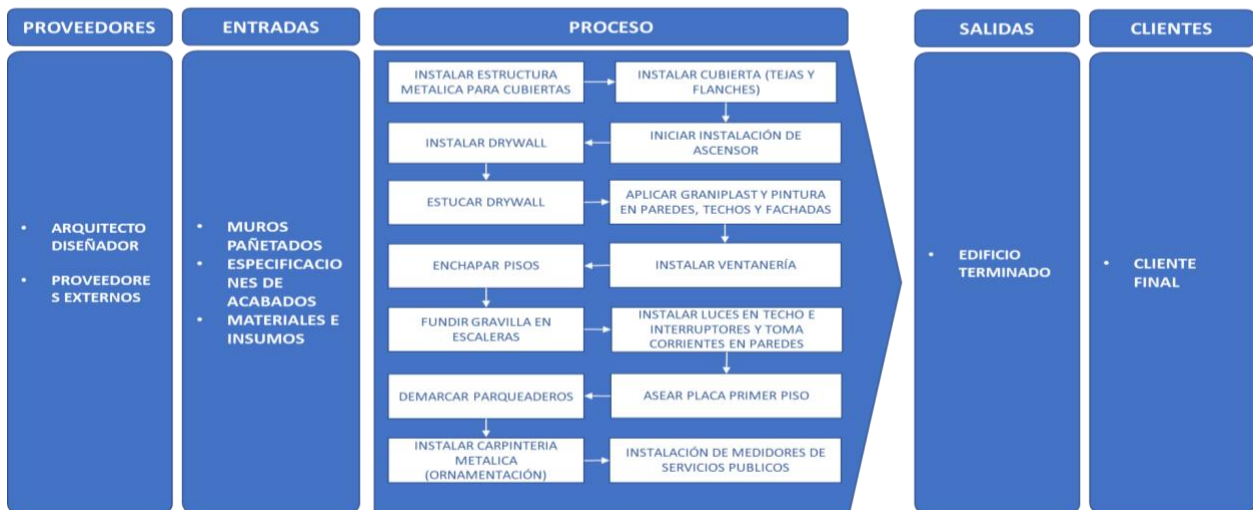 PROVEEDORES
ENTRADAS
PROCESO
SALIDAS
CLIENTES
• ARQUITECTO
DISEÑADOR
• PROVEEDORE
S EXTERNOS
• MUROS
PAÑETADOS
• ESPECIFICACIO
NES DE
ACABADOS
• MATERIALES E
INSUMOS
INSTALAR ESTRUCTURA
METALICA PARA CUBIERTAS
INSTALAR CUBIERTA (TEJAS Y
FLANCHES)
INICIAR INSTALACIÓN DE
ASCENSOR
INSTALAR DRYWALL
ESTUCAR DRYWALL
APLICAR GRANIPLAST Y PINTURA
EN PAREDES, TECHOS Y FACHADAS
INSTALAR VENTANERÍA
ENCHAPAR PISOS
FUNDIR GRAVILLA EN
ESCALERAS
INSTALAR LUCES EN TECHO E
INTERRUPTORES Y TOMA
CORRIENTES EN PAREDES
ASEAR PLACA PRIMER PISO
DEMARCAR PARQUEADEROS
INSTALAR CARPINTERIA
METALICA
(ORNAMENTACIÓN)
INSTALACIÓN DE MEDIDORES DE
SERVICIOS PUBLICOS
• EDIFICIO
TERMINADO
• CLIENTE
FINAL